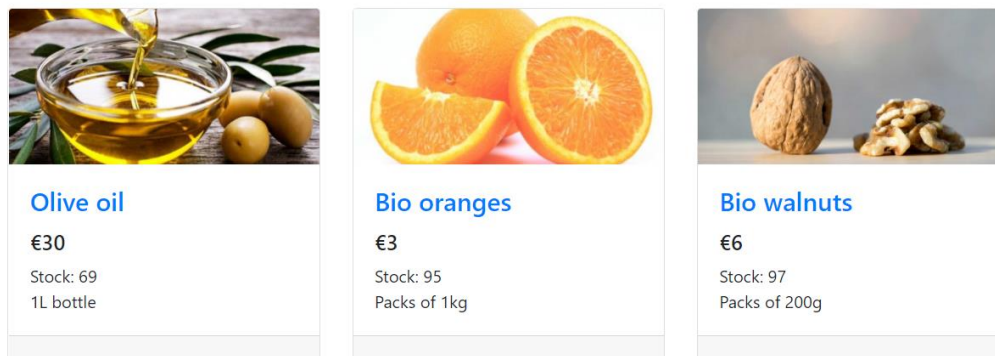 Olive oil
€30
Stock: 69
1L bottle
Bio oranges
€3
Stock: 95
Packs of 1kg
Bio walnuts
€6
Stock: 97
Packs of 200g